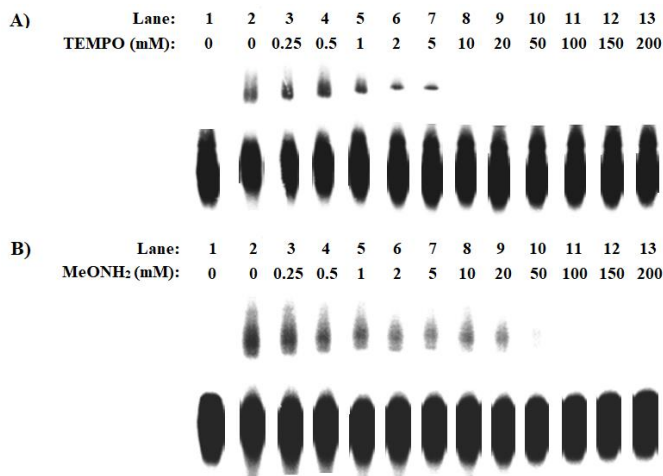 Lane: 1 2 3 4 5 6 7 8 9 10 11 12 13
A)
TEMPO (mM): 0 0 0.25 0.5 1 2 5 10 20 50 100 150 200
B) Lane: 1 2 3 4 5 6 7 8 9 10 11 12 13
MeONH₂ (mM): 0 0 0.25 0.5 1 2 5 10 20 50 100 150 200